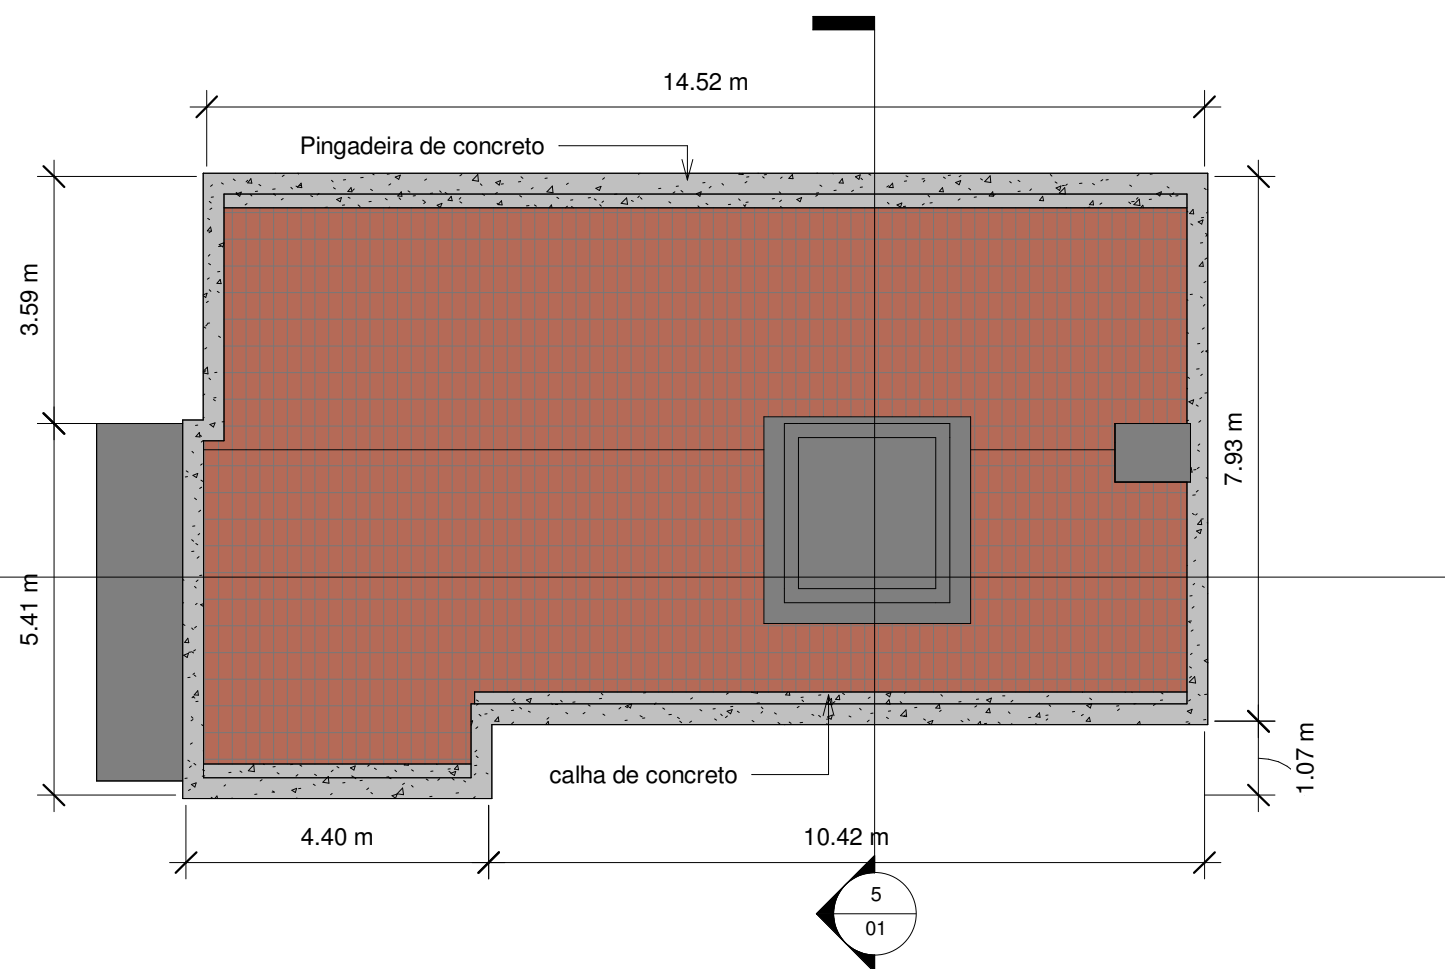 14.52 m
Pingadeira de concreto
3.59 m
7.93 m
5.41 m
1.07 m
calha de concreto
4.40 m
10.42 m
5
01